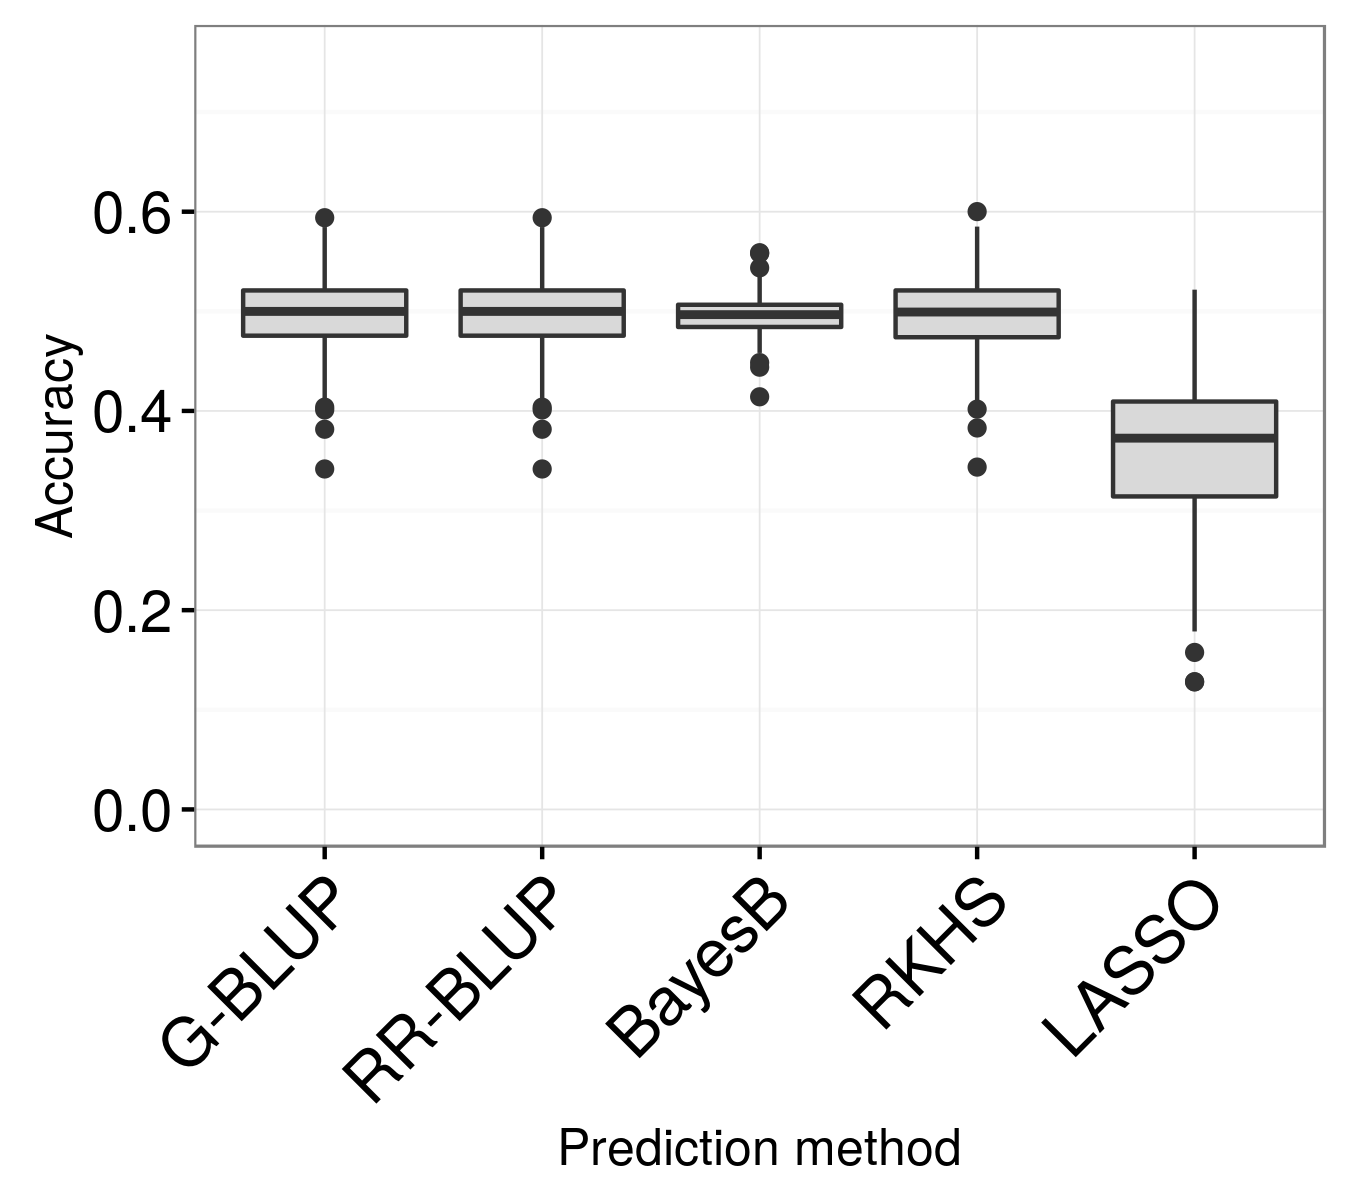 Accuracy
0.6
0.4
0.2
0.0
G-BLUP
RR-BLUP
BayesB
RKHS
LASSO
Prediction method